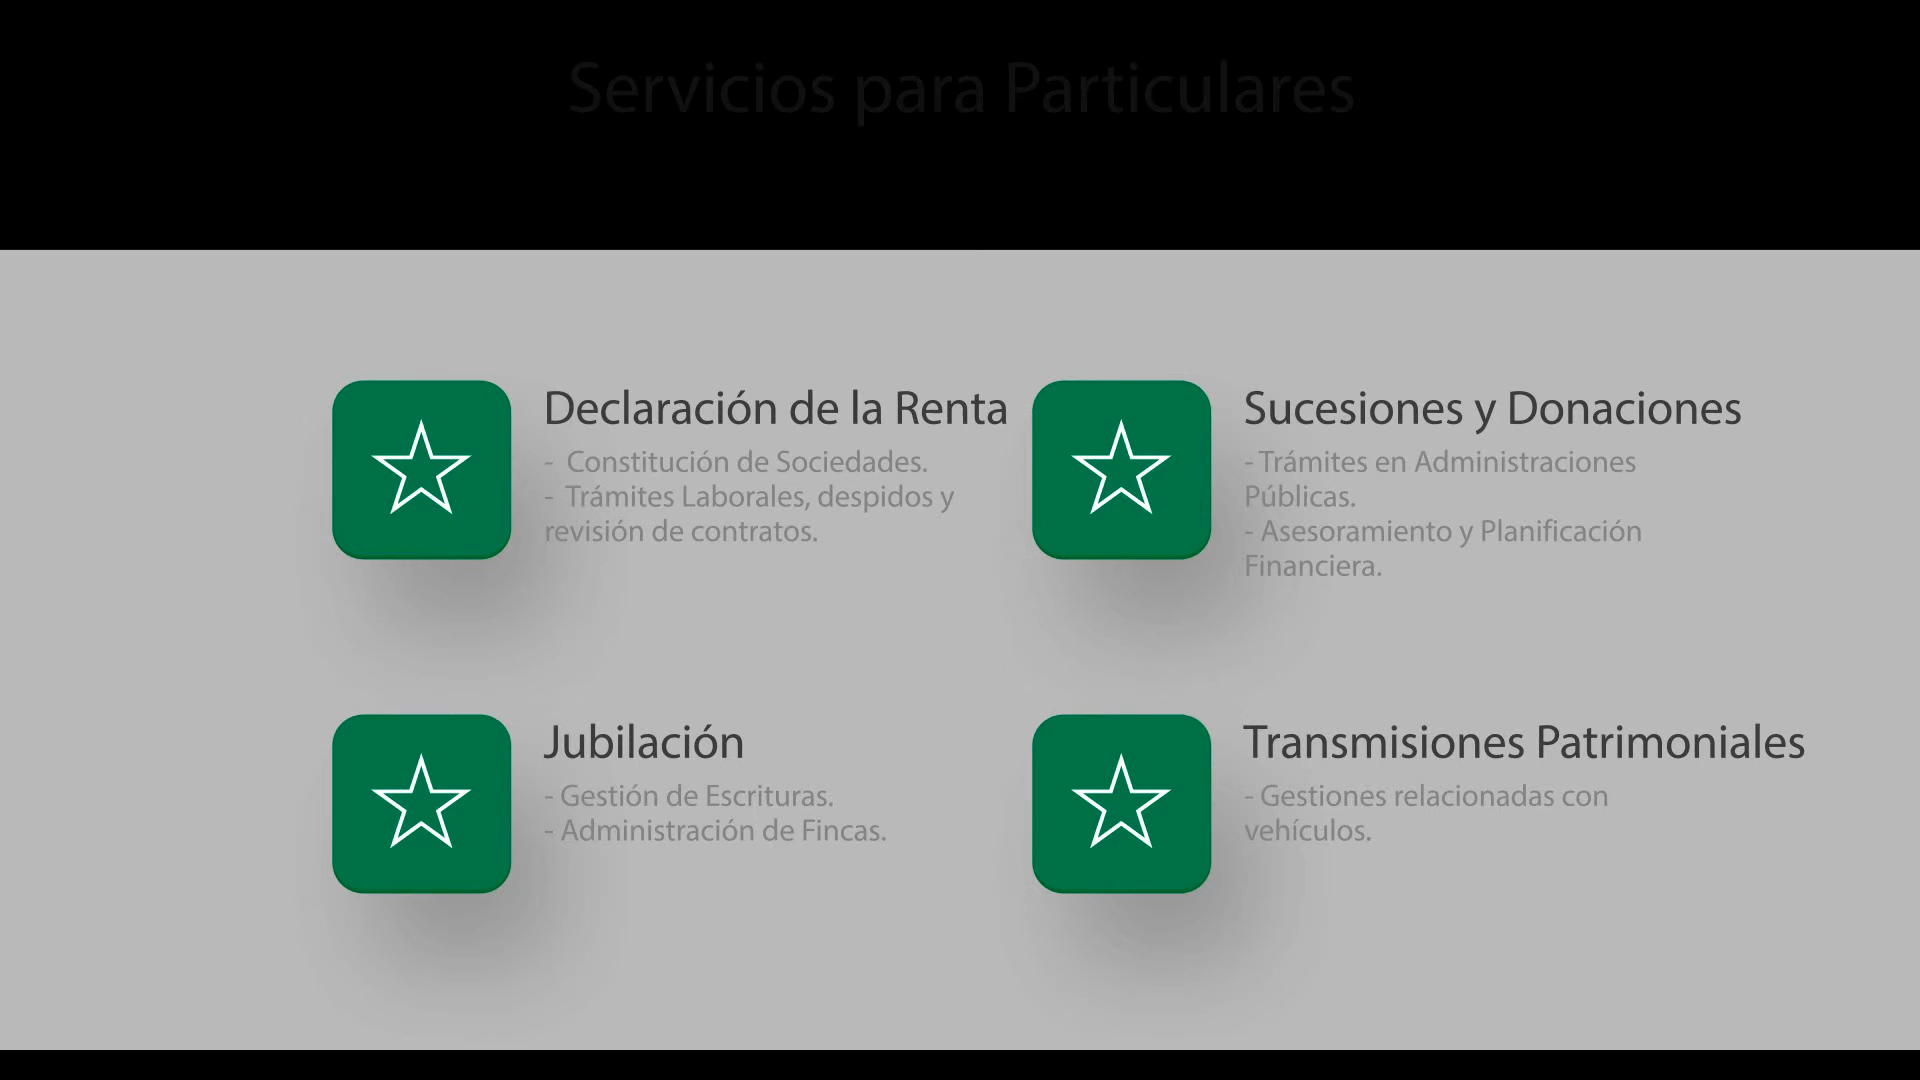 Servicios para Particulares
Declaración de la Renta
- Constitución de Sociedades.
- Trámites Laborales, despidos y
revisión de contratos.
Sucesiones y Donaciones
- Trámites en Administraciones
Públicas.
- Asesoramiento y Planificación
Financiera.
Jubilación
- Gestión de Escrituras.
- Administración de Fincas.
Transmisiones Patrimoniales
- Gestiones relacionadas con
vehículos.